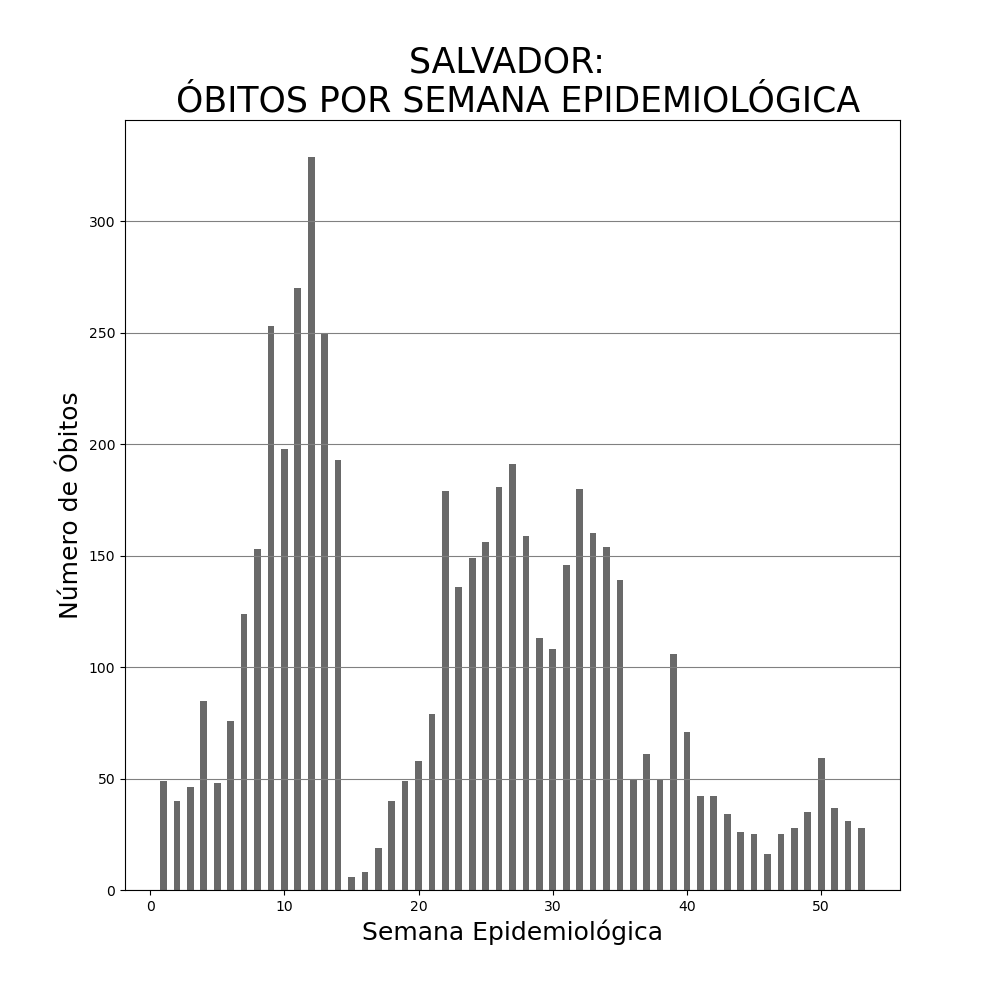 SALVADOR:
ÓBITOS POR SEMANA EPIDEMIOLÓGICA
Número de Óbitos
300
250
200
150
100
50
0
0 10 20 30 40 50
Semana Epidemiológica